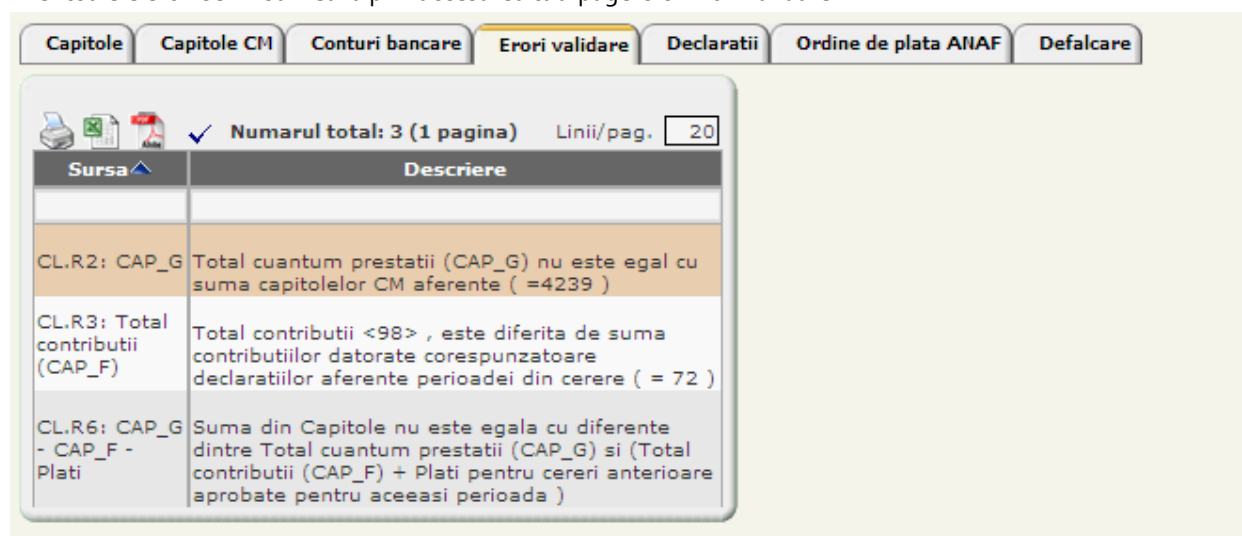 Capitole Capitole CM Conturi bancare Erori validare Declaratii Ordine de plata ANAF Defalcare
Numarul total: 3 (1 pagina) Linii/pag. 20
Sursa Descriere
CL.R2: CAP_G Total cuantum prestatii (CAP_G) nu este egal cu
suma capitolelor CM aferente ( =4239 )
CL.R3: Total
contributii
(CAP_F)
Total contributii <98> , este diferita de suma
contributiilor datorate corespunzatoare
declaratiilor aferente perioadei din cerere ( = 72 )
CL.R6: CAP_G
- CAP_F -
Plati
Suma din Capitole nu este egala cu diferente
dintre Total cuantum prestatii (CAP_G) si (Total
contributii (CAP_F) + Plati pentru cereri anterioare
aprobate pentru aceeasi perioada )